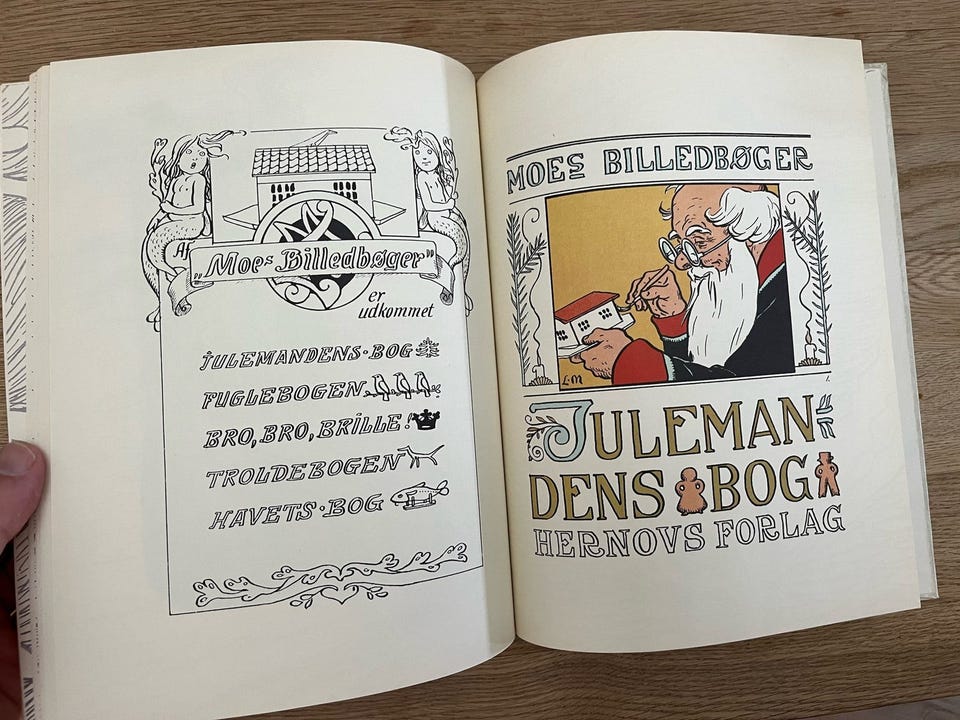 Af
„Moes Billedbøger”
er
udkommet
JULEMANDENS·BOG
FUGLEBOGEN
BRO, BRO, BRILLE!
TROLDEBOGEN
HAVETS·BOG
MOES BILLEDBØGER
L·M
1.
JULEMAN
DENS BOG
HERNOVS FORLAG